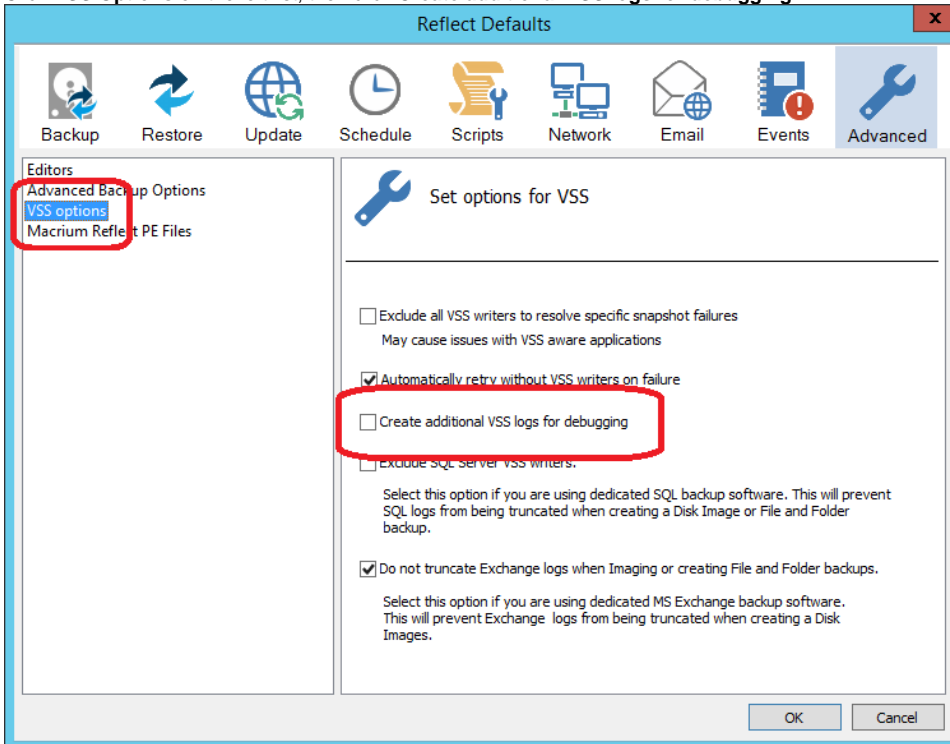 Reflect Defaults
x
Backup Restore Update Schedule Scripts Network Email Events Advanced
Editors
Advanced Backup Options
VSS options
Macrium Reflect PE Files
Set options for VSS
Exclude all VSS writers to resolve specific snapshot failures
May cause issues with VSS aware applications
Automatically retry without VSS writers on failure
Create additional VSS logs for debugging
Exclude SQL Server VSS writers.
Select this option if you are using dedicated SQL backup software. This will prevent
SQL logs from being truncated when creating a Disk Image or File and Folder
backup.
Do not truncate Exchange logs when Imaging or creating File and Folder backups.
Select this option if you are using dedicated MS Exchange backup software.
This will prevent Exchange logs from being truncated when creating a Disk
Images.
OK Cancel